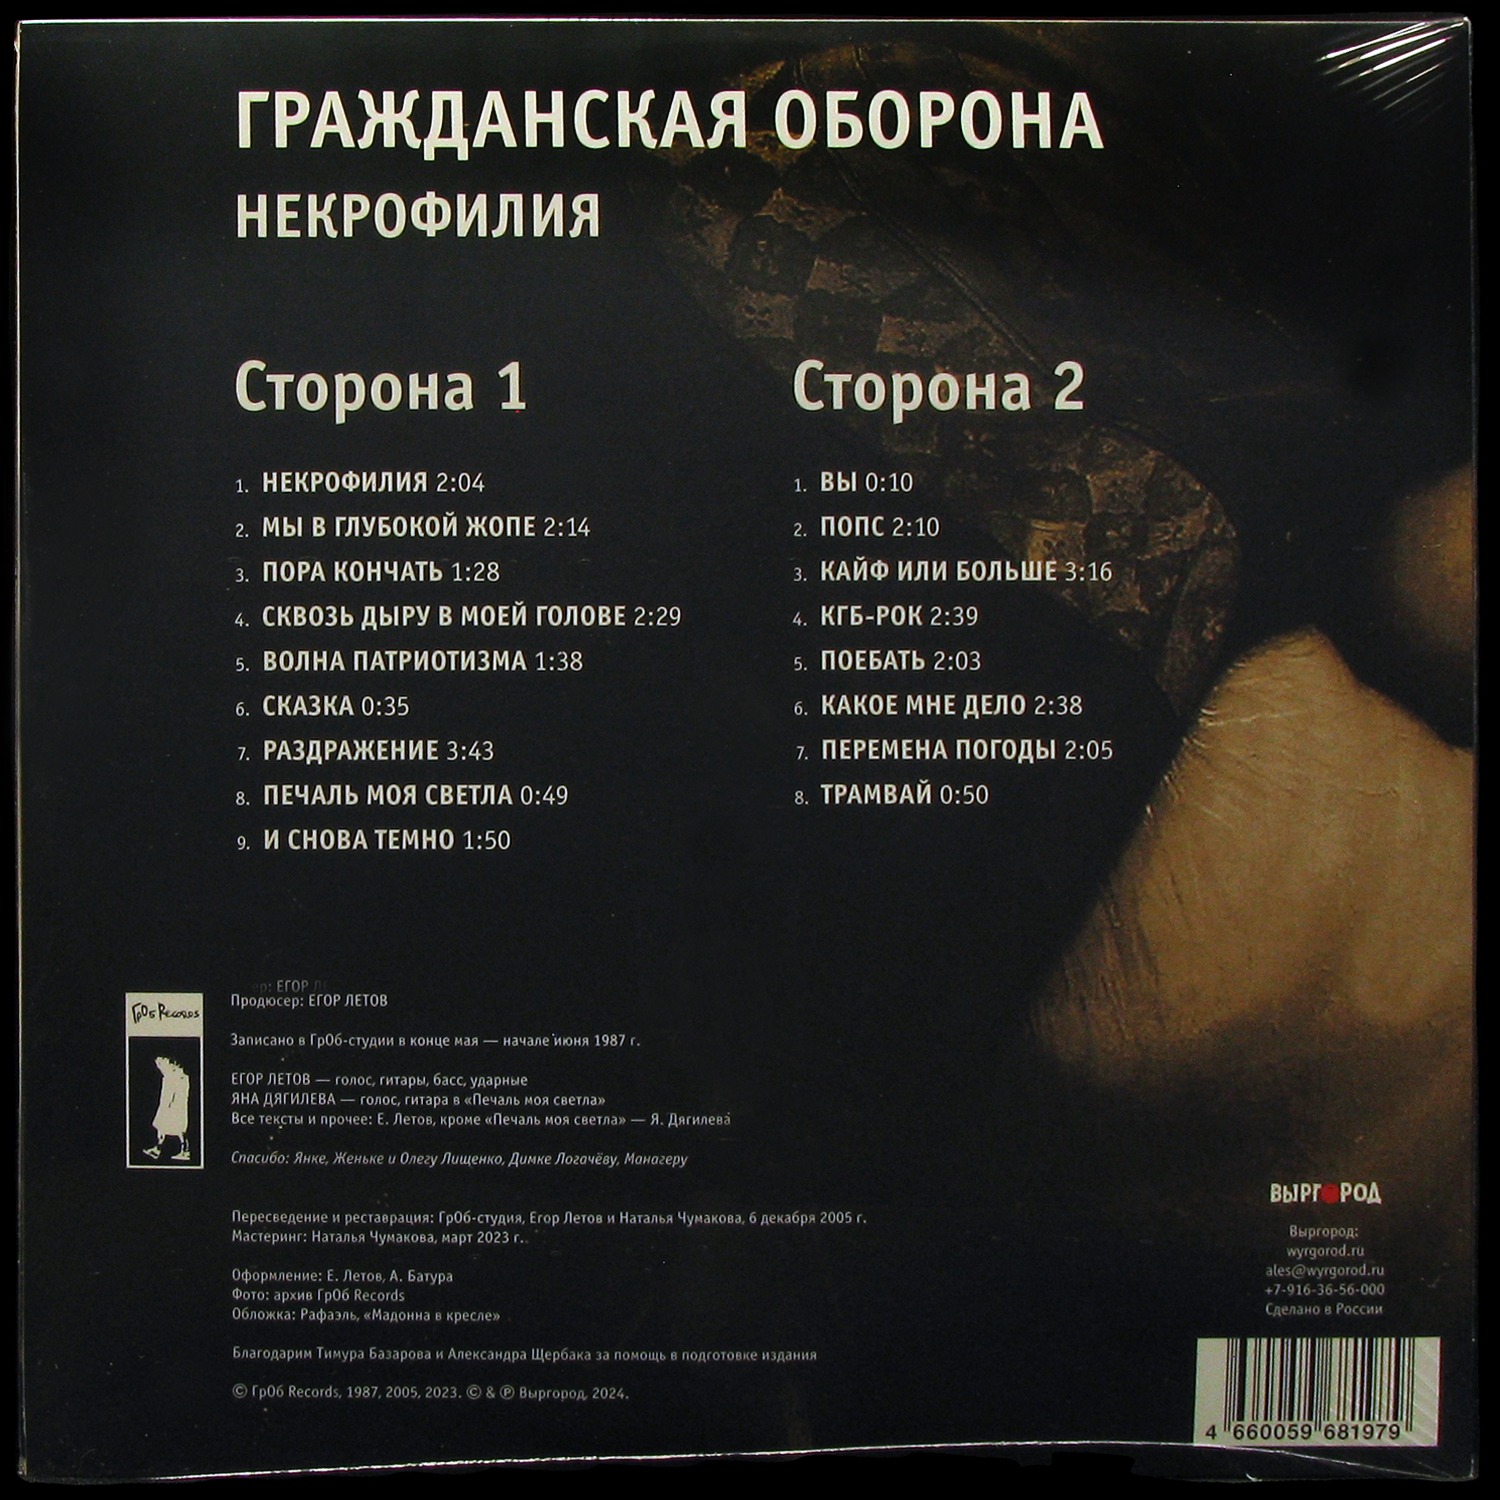 ГРАЖДАНСКАЯ ОБОРОНА
НЕКРОФИЛИЯ
Сторона 1
1. НЕКРОФИЛИЯ 2:04
2. МЫ В ГЛУБОКОЙ ЖОПЕ 2:14
3. ПОРА КОНЧАТЬ 1:28
4. СКВОЗЬ ДЫРУ В МОЕЙ ГОЛОВЕ 2:29
5. ВОЛНА ПАТРИОТИЗМА 1:38
6. СКАЗКА 0:35
7. РАЗДРАЖЕНИЕ 3:43
8. ПЕЧАЛЬ МОЯ СВЕТЛА 0:49
9. И СНОВА ТЕМНО 1:50
Сторона 2
1. ВЫ 0:10
2. ПОПС 2:10
3. КАЙФ ИЛИ БОЛЬШЕ 3:16
4. КГБ-РОК 2:39
5. ПОЕБАТЬ 2:03
6. КАКОЕ МНЕ ДЕЛО 2:38
7. ПЕРЕМЕНА ПОГОДЫ 2:05
8. ТРАМВАЙ 0:50
ГрОб Records
Продюсер: ЕГОР ЛЕТОВ
Записано в ГрОб-студии в конце мая — начале июня 1987 г.
ЕГОР ЛЕТОВ — голос, гитары, басс, ударные
ЯНА ДЯГИЛЕВА — голос, гитара в «Печаль моя светла»
Все тексты и прочее: Е. Летов, кроме «Печаль моя светла» — Я. Дягилева
Спасибо: Янке, Женьке и Олегу Лищенко, Димке Логачёву, Манагеру
Пересведение и реставрация: ГрОб-студия, Егор Летов и Наталья Чумакова, 6 декабря 2005 г.
Мастеринг: Наталья Чумакова, март 2023 г.
Оформление: Е. Летов, А. Батура
Фото: архив ГрОб Records
Обложка: Рафаэль, «Мадонна в кресле»
Благодарим Тимура Базарова и Александра Щербака за помощь в подготовке издания
© ГрОб Records, 1987, 2005, 2023. © & ℗ Выргород, 2024.
ВЫРГОРОД
Выргород:
wyrgorod.ru
ales@wyrgorod.ru
+7-916-36-56-000
Сделано в России
4 660059 681979